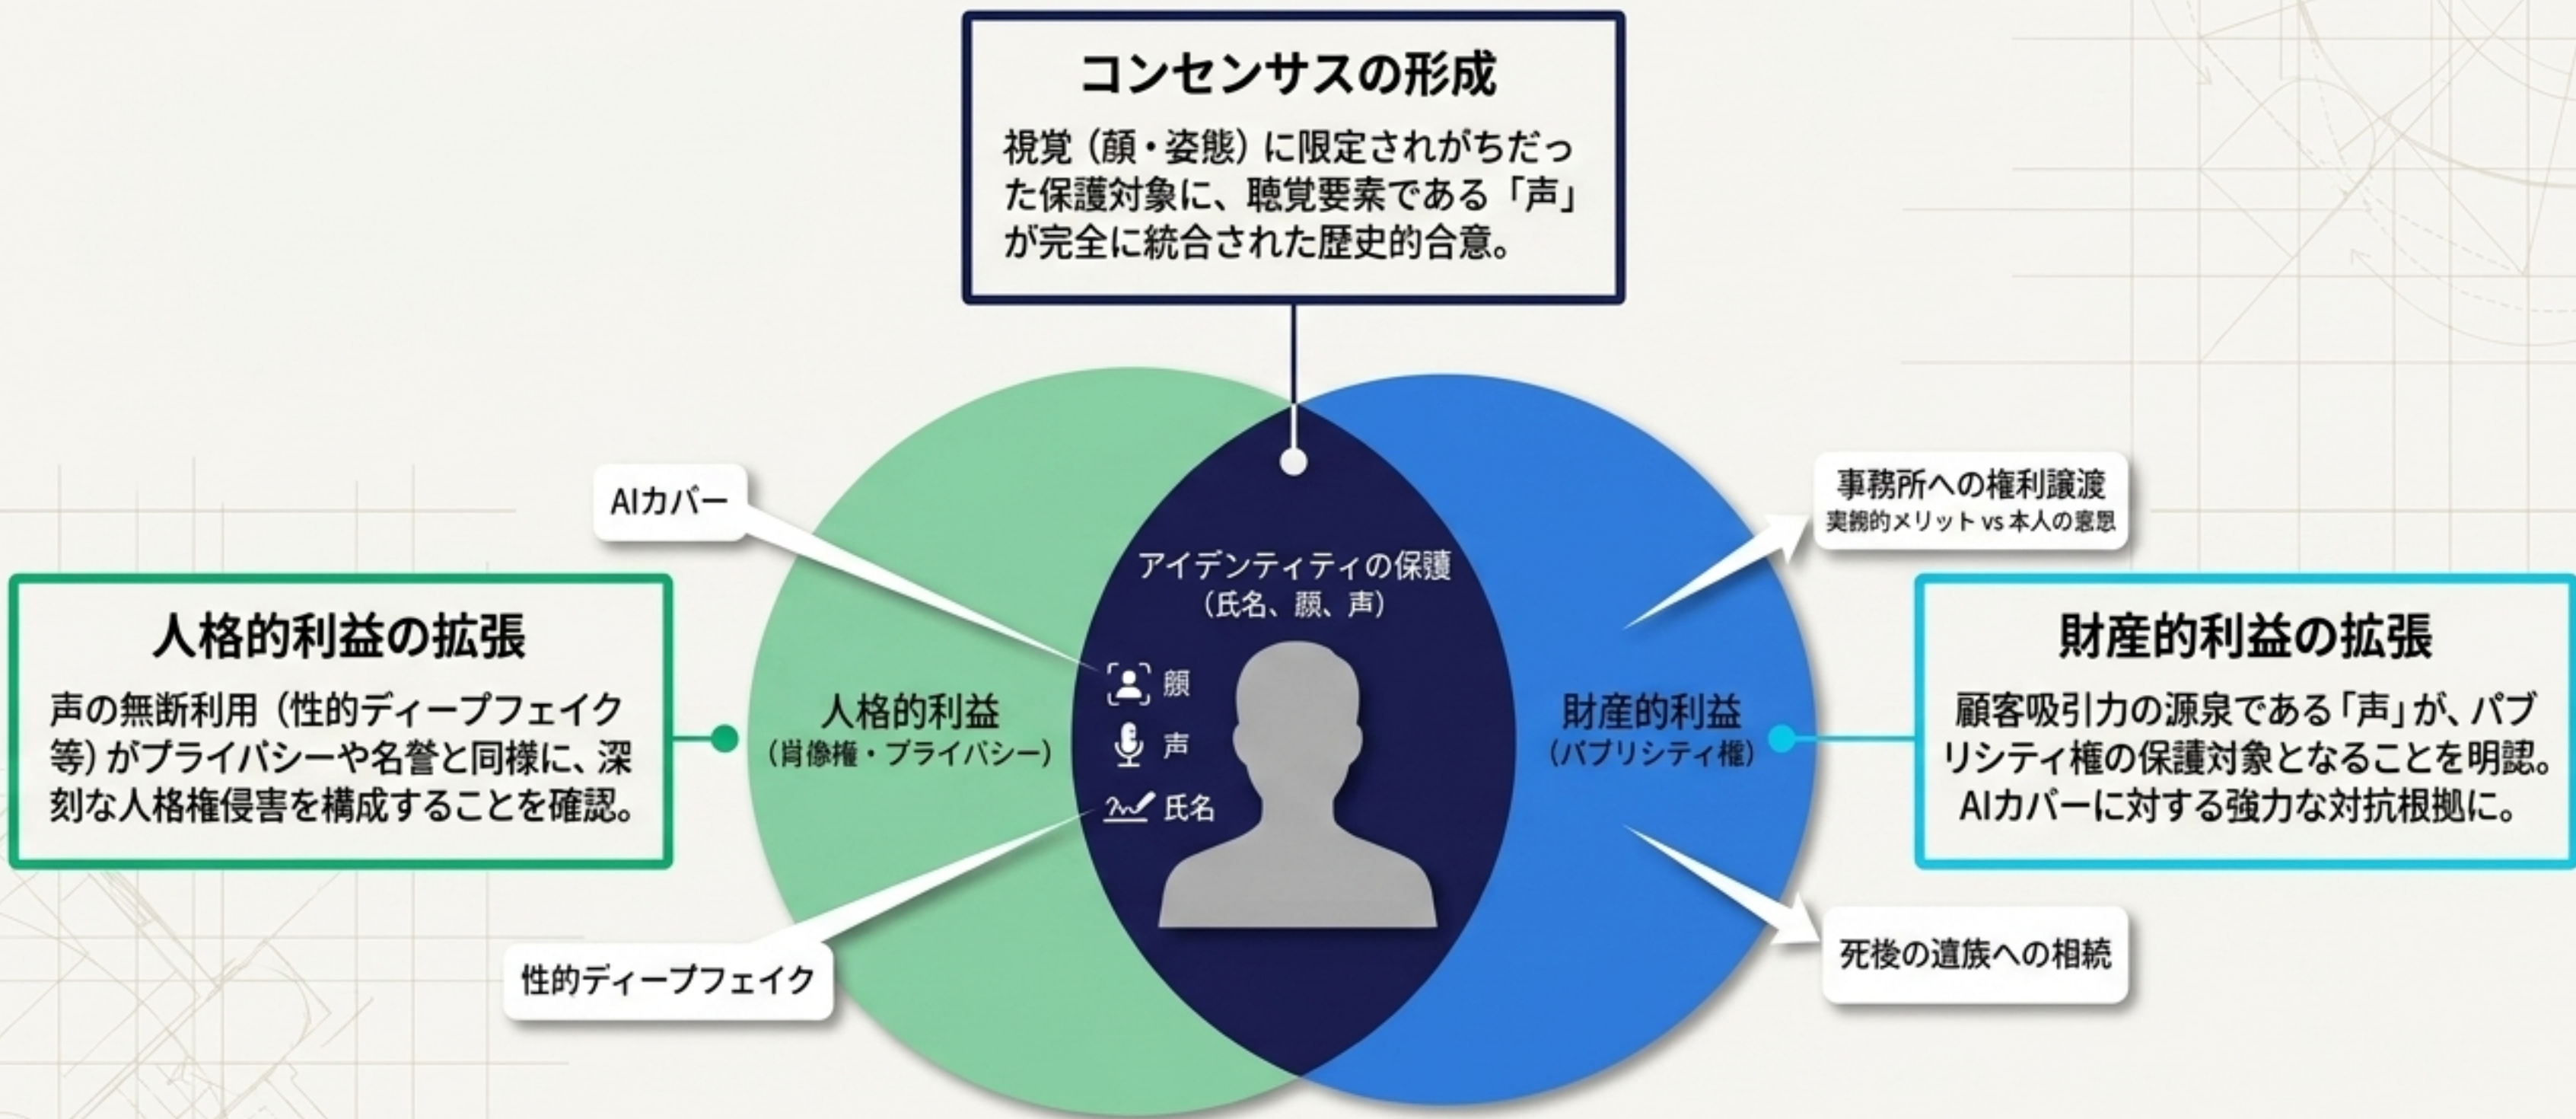 コンセンサスの形成
視覚（顔・姿態）に限定されがちだっ
た保護対象に、聴覚要素である「声」
が完全に統合された歴史的合意。
AIカバー
事務所への権利譲渡
メリット vs 本人の
アイデンティティの保護
（氏名、顔、声）
人格的利益の拡張
声の無断利用（性的ディープフェイク
等）がプライバシーや名誉と同様に、深
刻な人格権侵害を構成することを確認。
人格的利益
（肖像権・プライバシー）
顔
声
氏名
財産的利益
（パブリシティ権）
財産的利益の拡張
顧客吸引力の源泉である「声」が、パブ
リシティ権の保護対象となることを明認。
AIカバーに対する強力な対抗根拠に。
性的ディープフェイク
死後の遺族への相続